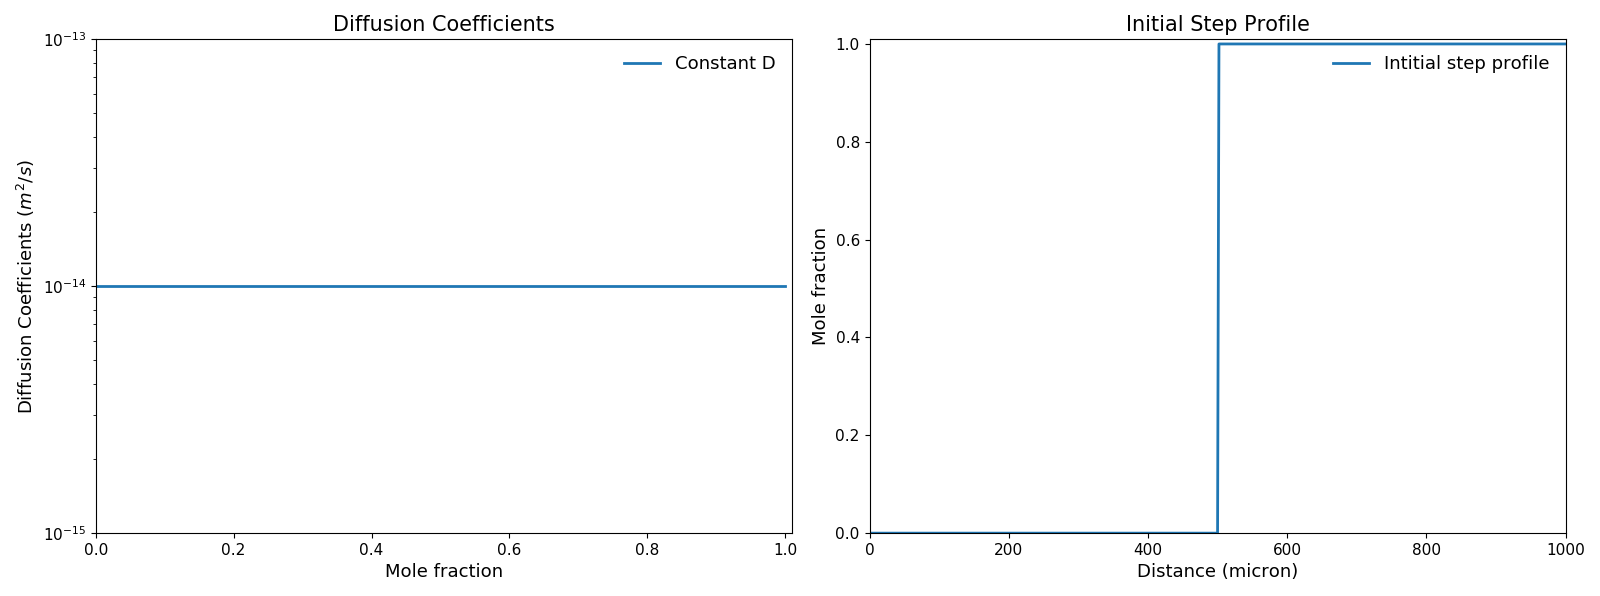 Diffusion Coefficients
10⁻¹³
10⁻¹⁴
10⁻¹⁵
Diffusion Coefficients (m²/s)
Constant D
0.0 0.2 0.4 0.6 0.8 1.0
Mole fraction
Initial Step Profile
1.0
0.8
0.6
0.4
0.2
0.0
Mole fraction
Intitial step profile
0 200 400 600 800 1000
Distance (micron)